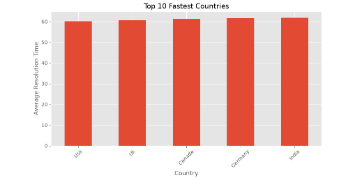 Top 10 Fastest Countries
Average Resolution Time
60
50
40
30
20
10
0
Usa
Uk
Canada
Germany
India
Country